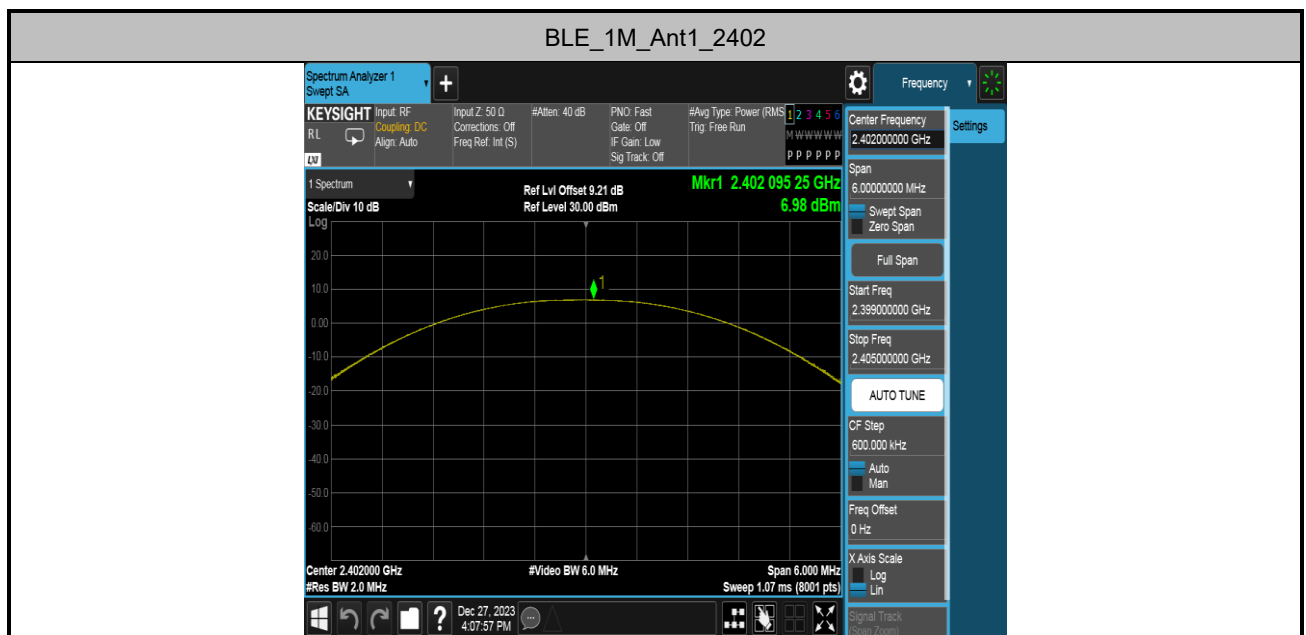 BLE_1M_Ant1_2402
Spectrum Analyzer 1
Swept SA
+
Frequency
KEYSIGHT
RL
LXI
Input: RF
Coupling: DC
Align: Auto
Input Z: 50 Ω
Corrections: Off
Freq Ref: Int (S)
#Atten: 40 dB
PNO: Fast
Gate: Off
IF Gain: Low
Sig Track: Off
#Avg Type: Power (RMS
Trig: Free Run
1 2 3 4 5 6
M W W W W W
P P P P P P
1 Spectrum
Scale/Div 10 dB
Log
Ref Lvl Offset 9.21 dB
Ref Level 30.00 dBm
Mkr1 2.402 095 25 GHz
6.98 dBm
1
20.0
10.0
0.00
-10.0
-20.0
-30.0
-40.0
-50.0
-60.0
Center 2.402000 GHz
#Res BW 2.0 MHz
#Video BW 6.0 MHz
Span 6.000 MHz
Sweep 1.07 ms (8001 pts)
?
Dec 27, 2023
4:07:57 PM
Center Frequency
2.402000000 GHz
Span
6.00000000 MHz
Swept Span
Zero Span
Full Span
Start Freq
2.399000000 GHz
Stop Freq
2.405000000 GHz
AUTO TUNE
CF Step
600.000 kHz
Auto
Man
Freq Offset
0 Hz
X Axis Scale
Log
Lin
Signal Track
(Span Zoom)
Settings